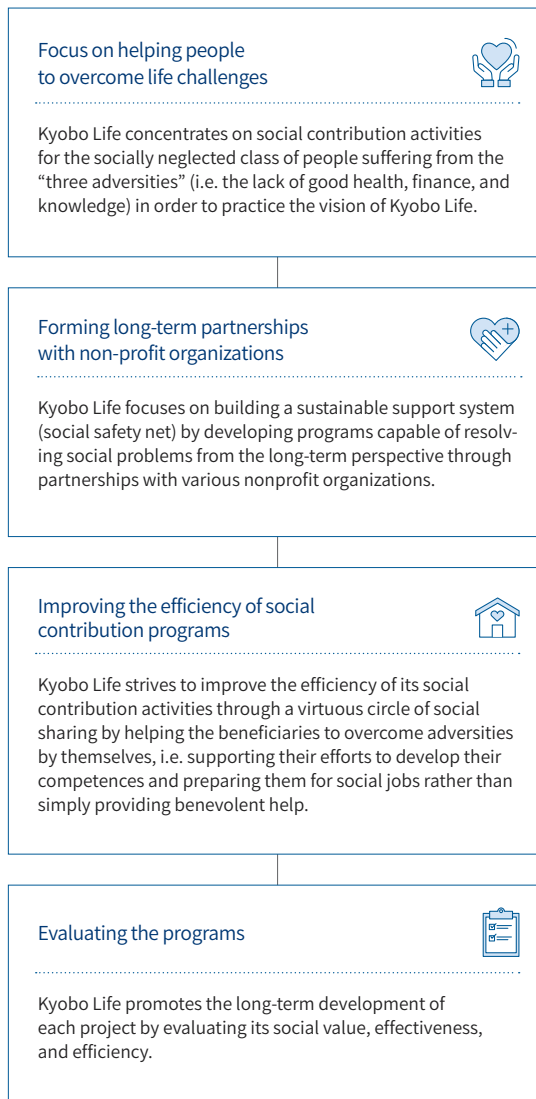 Focus on helping people
to overcome life challenges
Kyobo Life concentrates on social contribution activities
for the socially neglected class of people suffering from the
“three adversities” (i.e. the lack of good health, finance, and
knowledge) in order to practice the vision of Kyobo Life.
Forming long-term partnerships
with non-profit organizations
Kyobo Life focuses on building a sustainable support system
(social safety net) by developing programs capable of resolv-
ing social problems from the long-term perspective through
partnerships with various nonprofit organizations.
Improving the efficiency of social
contribution programs
Kyobo Life strives to improve the efficiency of its social
contribution activities through a virtuous circle of social
sharing by helping the beneficiaries to overcome adversities
by themselves, i.e. supporting their efforts to develop their
competences and preparing them for social jobs rather than
simply providing benevolent help.
Evaluating the programs
Kyobo Life promotes the long-term development of
each project by evaluating its social value, effectiveness,
and efficiency.